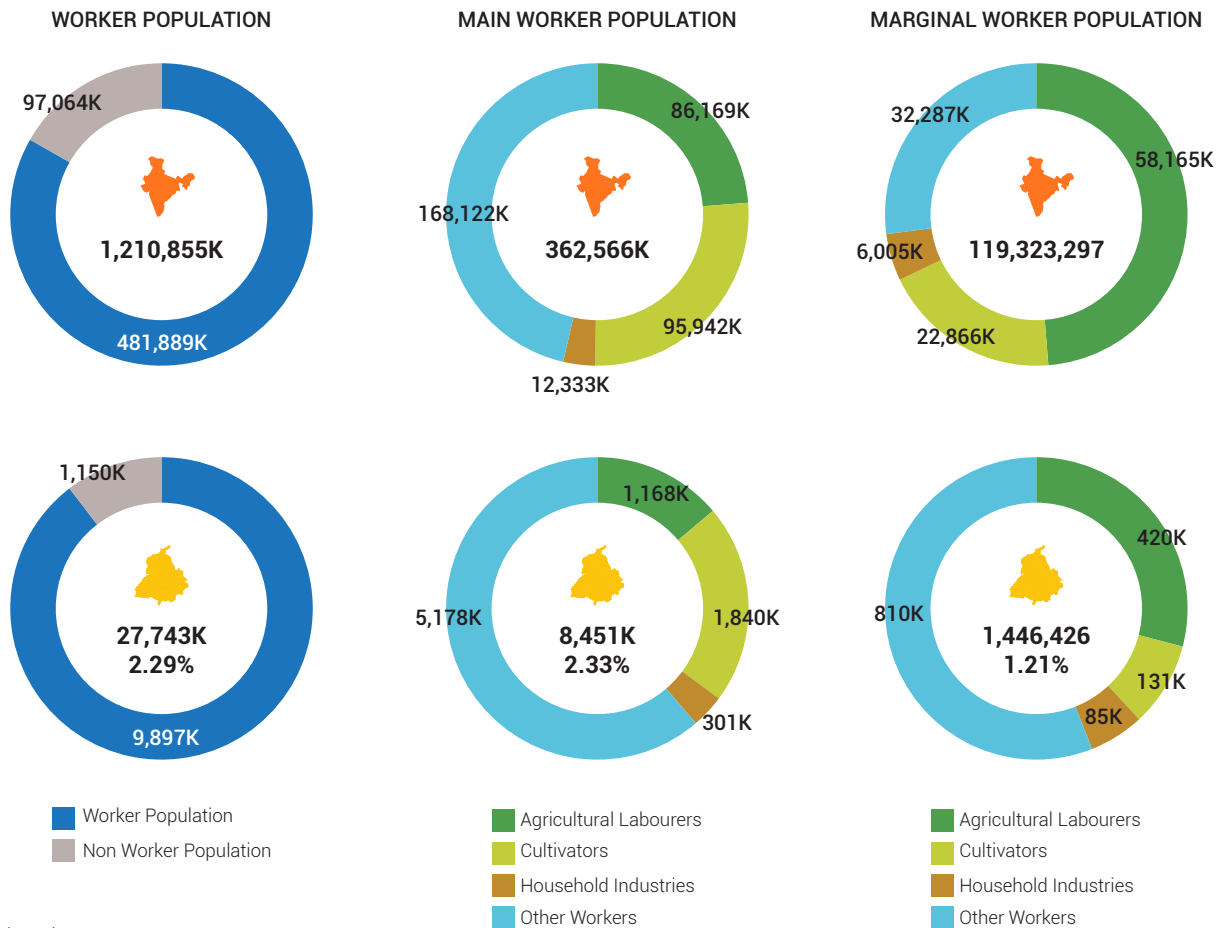 WORKER POPULATION
MAIN WORKER POPULATION
MARGINAL WORKER POPULATION
97,064K
1,210,855K
481,889K
86,169K
168,122K
362,566K
95,942K
12,333K
32,287K
58,165K
6,005K
119,323,297
22,866K
1,150K
27,743K
2.29%
9,897K
1,168K
5,178K
8,451K
2.33%
1,840K
301K
420K
810K
1,446,426
1.21%
131K
85K
Worker Population
Non Worker Population
Agricultural Labourers
Cultivators
Household Industries
Other Workers
Agricultural Labourers
Cultivators
Household Industries
Other Workers